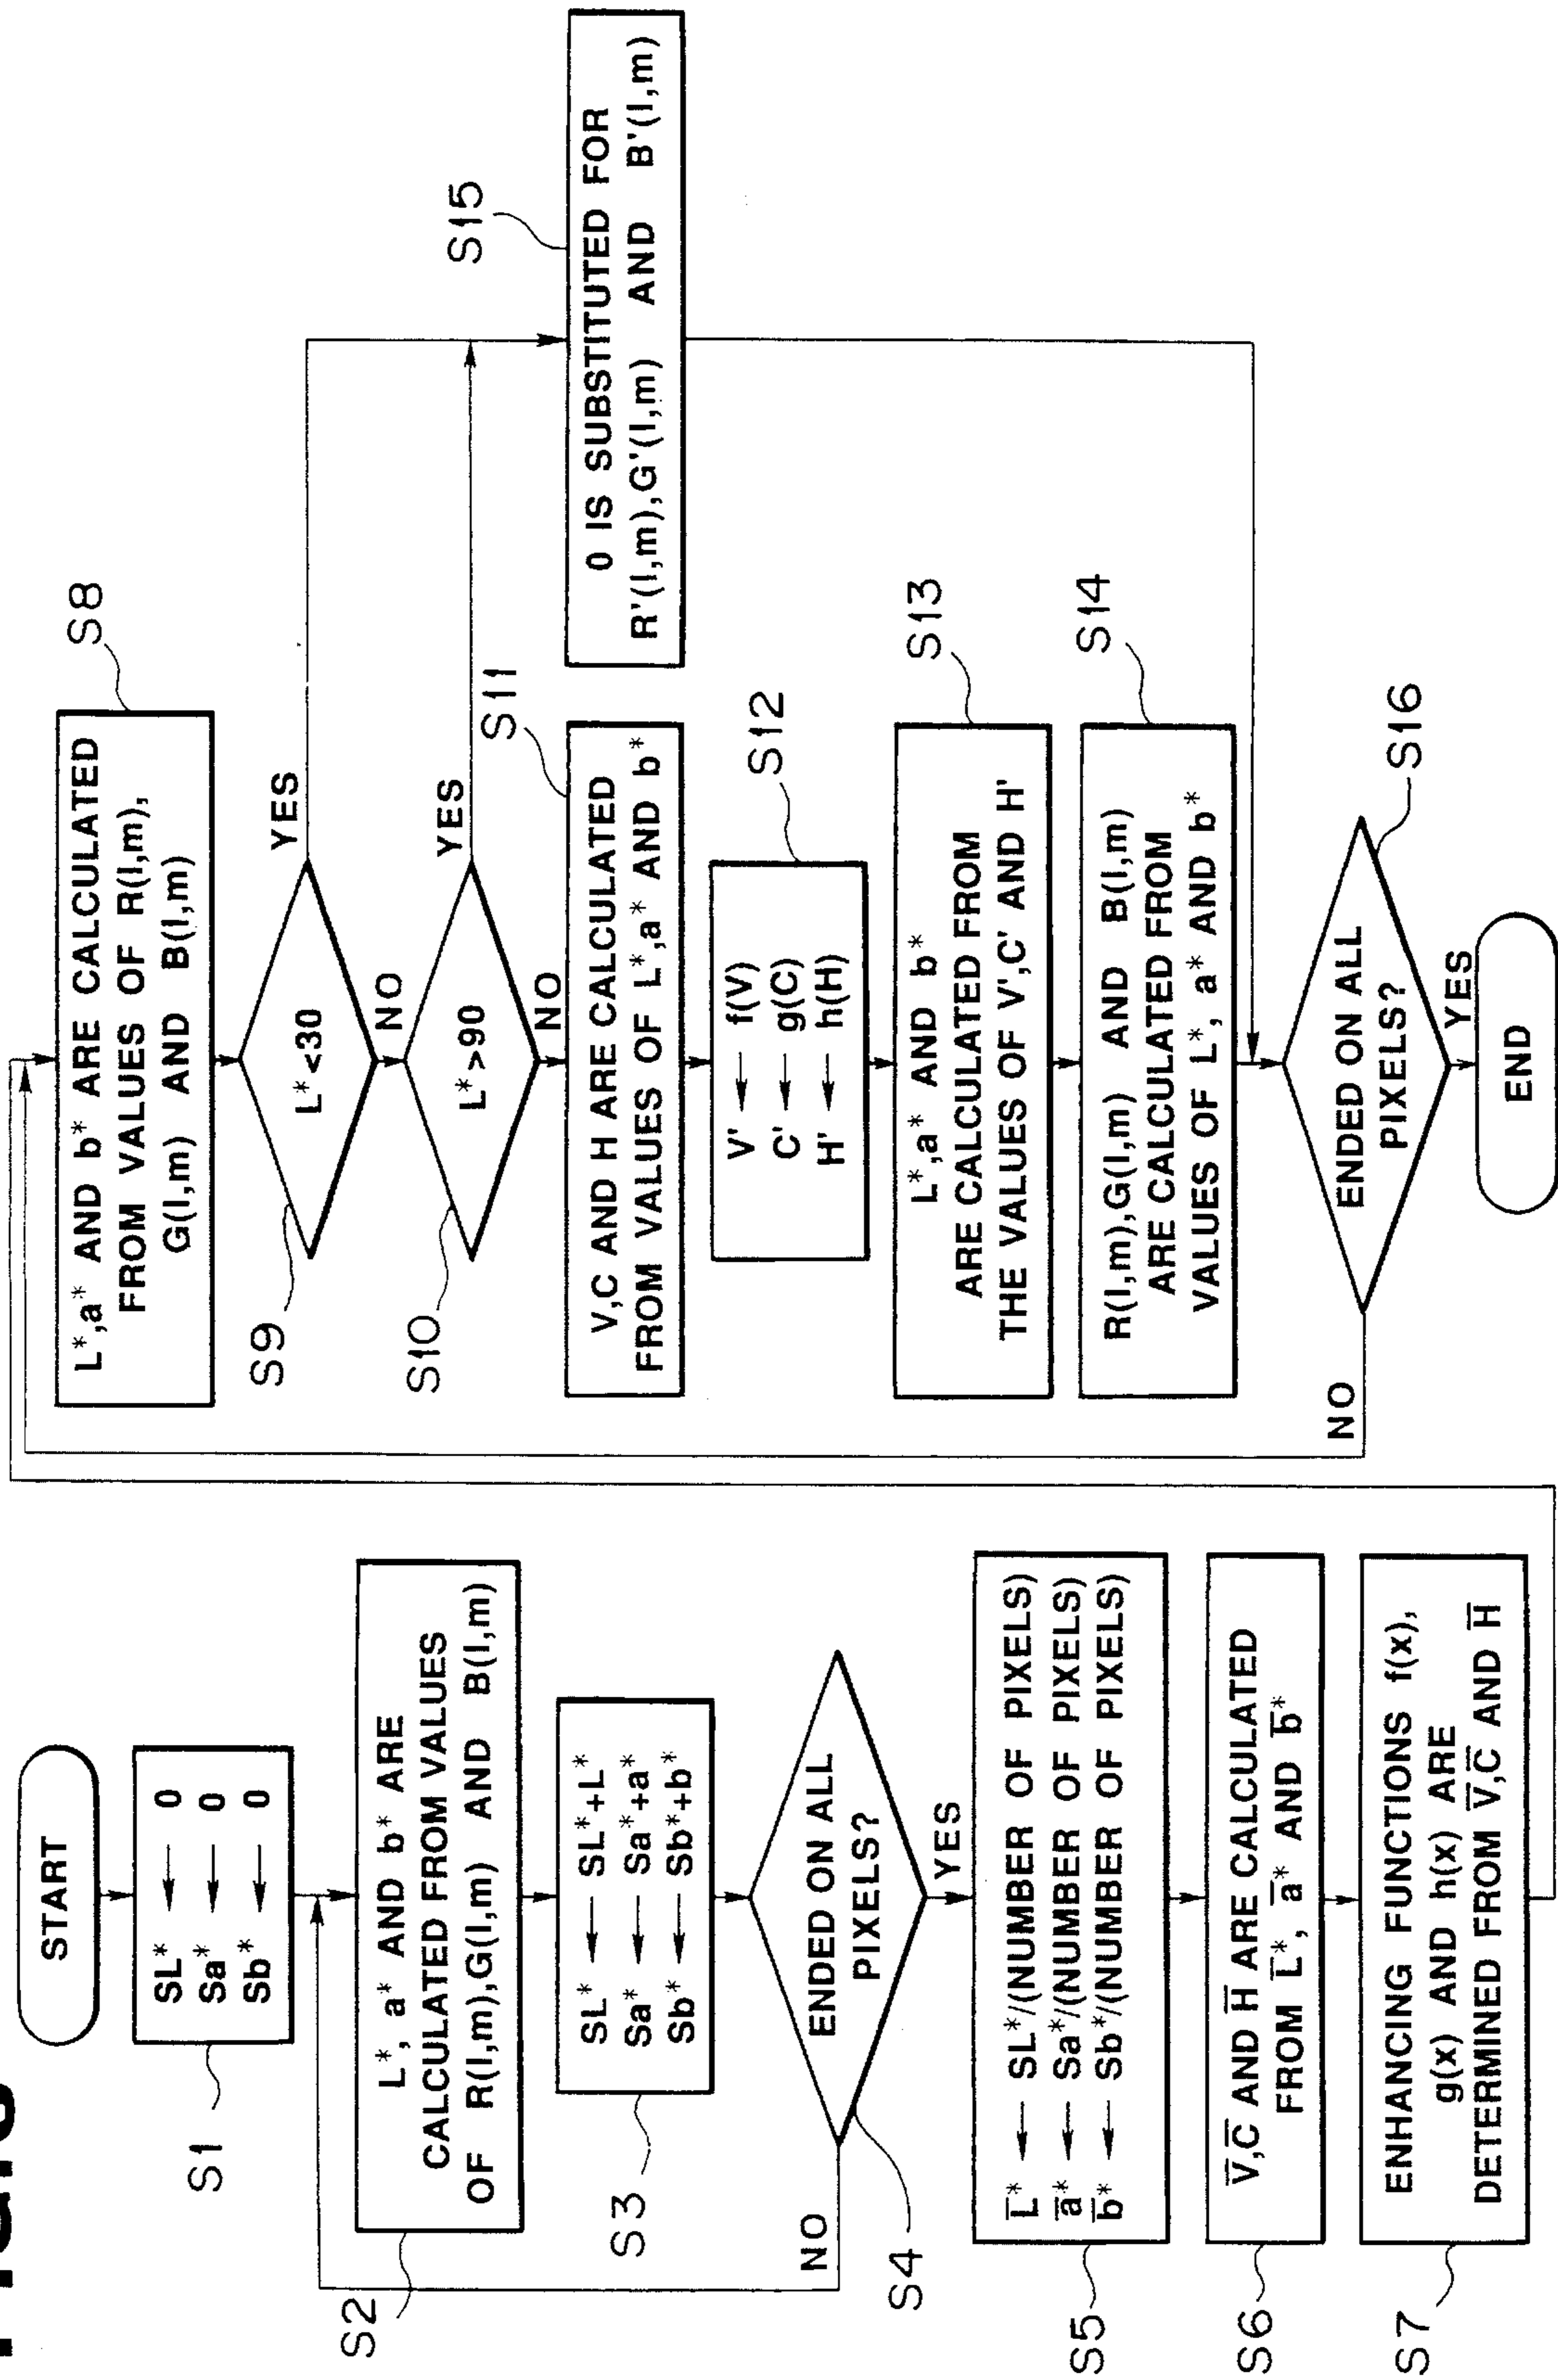 START
S1
SL* ← 0
Sa* ← 0
Sb* ← 0
S2
L*, a* AND b* ARE
CALCULATED FROM VALUES
OF R(l,m),G(l,m) AND B(l,m)
S3
SL* ← SL*+L*
Sa* ← Sa*+a*
Sb* ← Sb*+b*
S4
ENDED ON ALL
PIXELS?
NO
YES
S5
L̅* ← SL*/(NUMBER OF PIXELS)
a̅* ← Sa*/(NUMBER OF PIXELS)
b̅* ← Sb*/(NUMBER OF PIXELS)
S6
V̅,C̅ AND H̅ ARE CALCULATED
FROM L̅*, a̅* AND b̅*
S7
ENHANCING FUNCTIONS f(x),
g(x) AND h(x) ARE
DETERMINED FROM V̅,C̅ AND H̅
S8
L*,a* AND b* ARE CALCULATED
FROM VALUES OF R(l,m),
G(l,m) AND B(l,m)
S9
L*<30
YES
NO
S10
L*>90
YES
NO
S11
V,C AND H ARE CALCULATED
FROM VALUES OF L*,a* AND b*
S12
V' ← f(V)
C' ← g(C)
H' ← h(H)
S13
L*,a* AND b*
ARE CALCULATED FROM
THE VALUES OF V',C' AND H'
S14
R(l,m),G(l,m) AND B(l,m)
ARE CALCULATED FROM
VALUES OF L*, a* AND b*
S15
0 IS SUBSTITUTED FOR
R'(l,m),G'(l,m) AND B'(l,m)
S16
ENDED ON ALL
PIXELS?
NO
YES
END